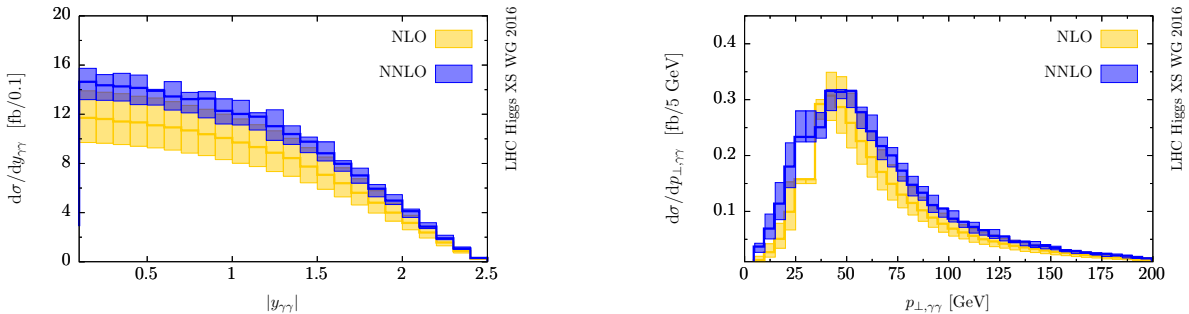 20
16
12
8
4
0
0.5
1
1.5
2
2.5
dσ/dy_γγ [fb/0.1]
|y_γγ|
NLO
NNLO
LHC Higgs XS WG 2016
0.4
0.3
0.2
0.1
0
25
50
75
100
125
150
175
200
dσ/dp_⊥,γγ [fb/5 GeV]
p_⊥,γγ [GeV]
NLO
NNLO
LHC Higgs XS WG 2016